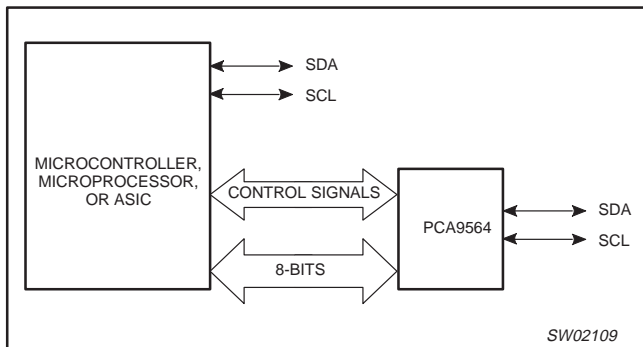 SDA
SCL
MICROCONTROLLER,
MICROPROCESSOR,
OR ASIC
CONTROL SIGNALS
8-BITS
PCA9564
SDA
SCL
SW02109